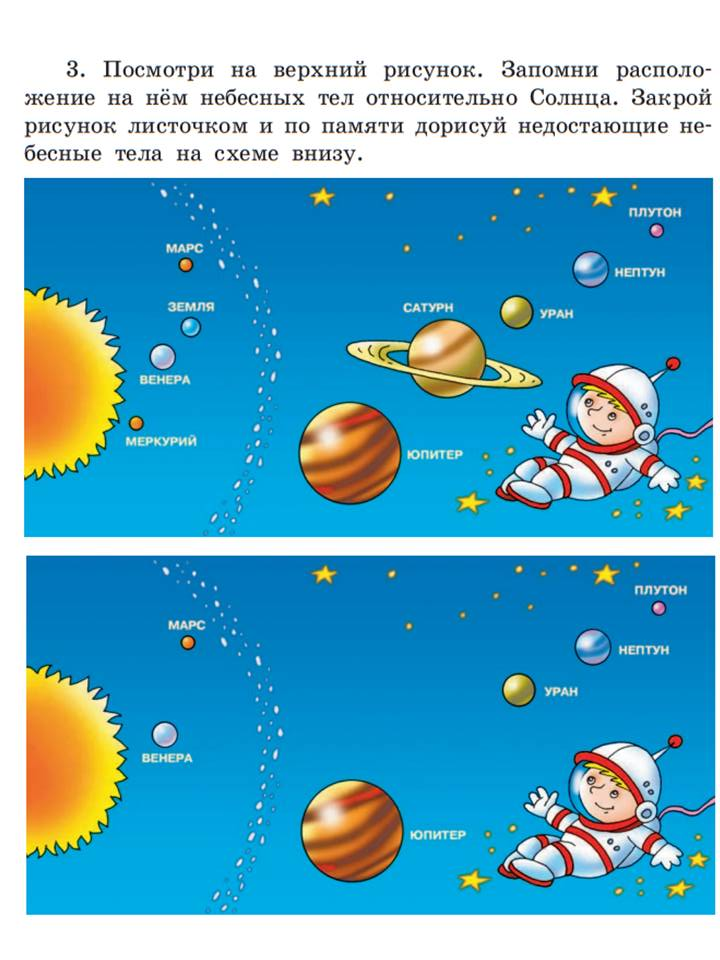 3. Посмотри на верхний рисунок. Запомни располо-
жение на нём небесных тел относительно Солнца. Закрой
рисунок листочком и по памяти дорисуй недостающие не-
бесные тела на схеме внизу.
ПЛУТОН
МАРС
НЕПТУН
ЗЕМЛЯ
САТУРН
УРАН
ВЕНЕРА
МЕРКУРИЙ
ЮПИТЕР
ПЛУТОН
МАРС
НЕПТУН
УРАН
ВЕНЕРА
ЮПИТЕР